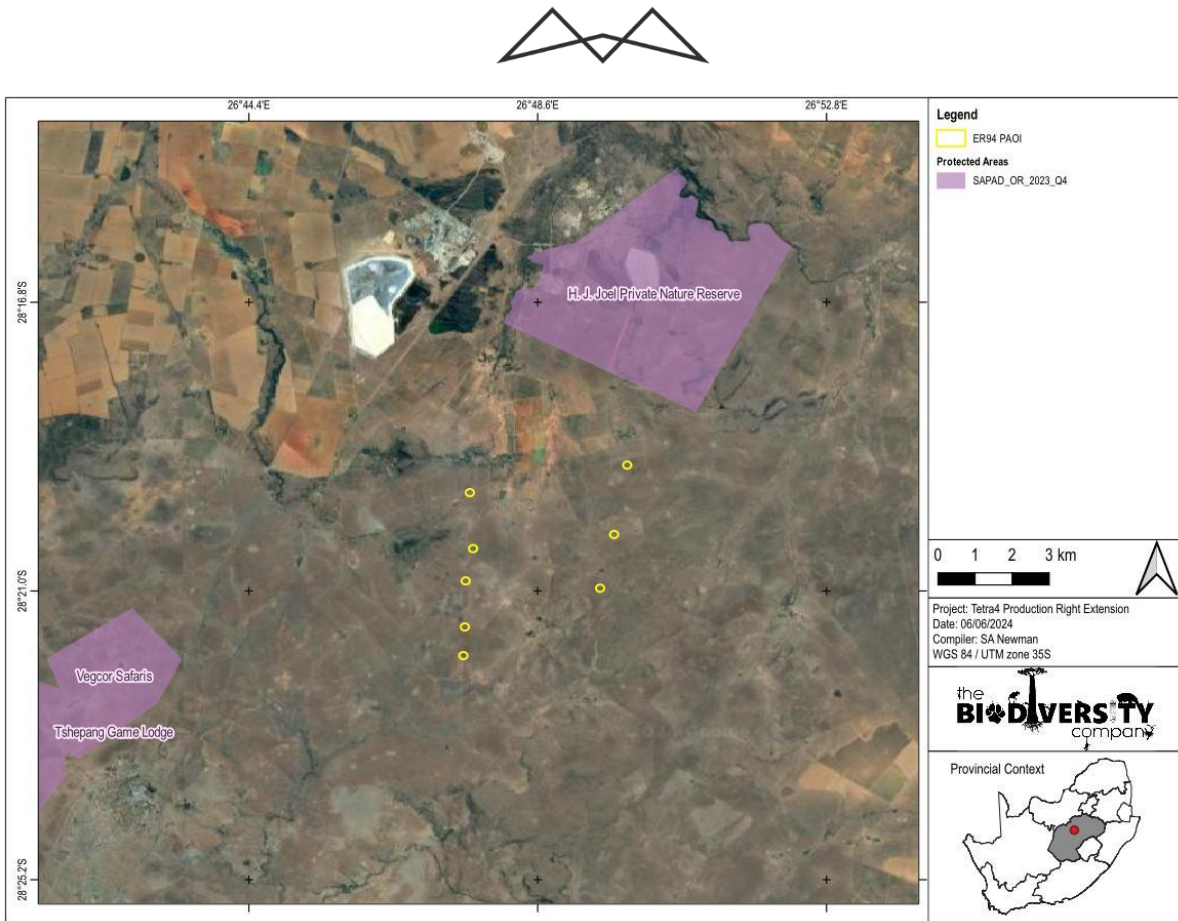 26°44.4'E
26°48.6'E
26°52.8'E
28°16.8'S
28°21.0'S
28°25.2'S
H. J. Joel Private Nature Reserve
Vegcor Safaris
Tshepang Game Lodge
Legend
ER94 PAOI
Protected Areas
SAPAD_OR_2023_Q4
0 1 2 3 km
Project: Tetra4 Production Right Extension
Date: 06/06/2024
Compiler: SA Newman
WGS 84 / UTM zone 35S
the
BIODIVERSITY
company
Provincial Context